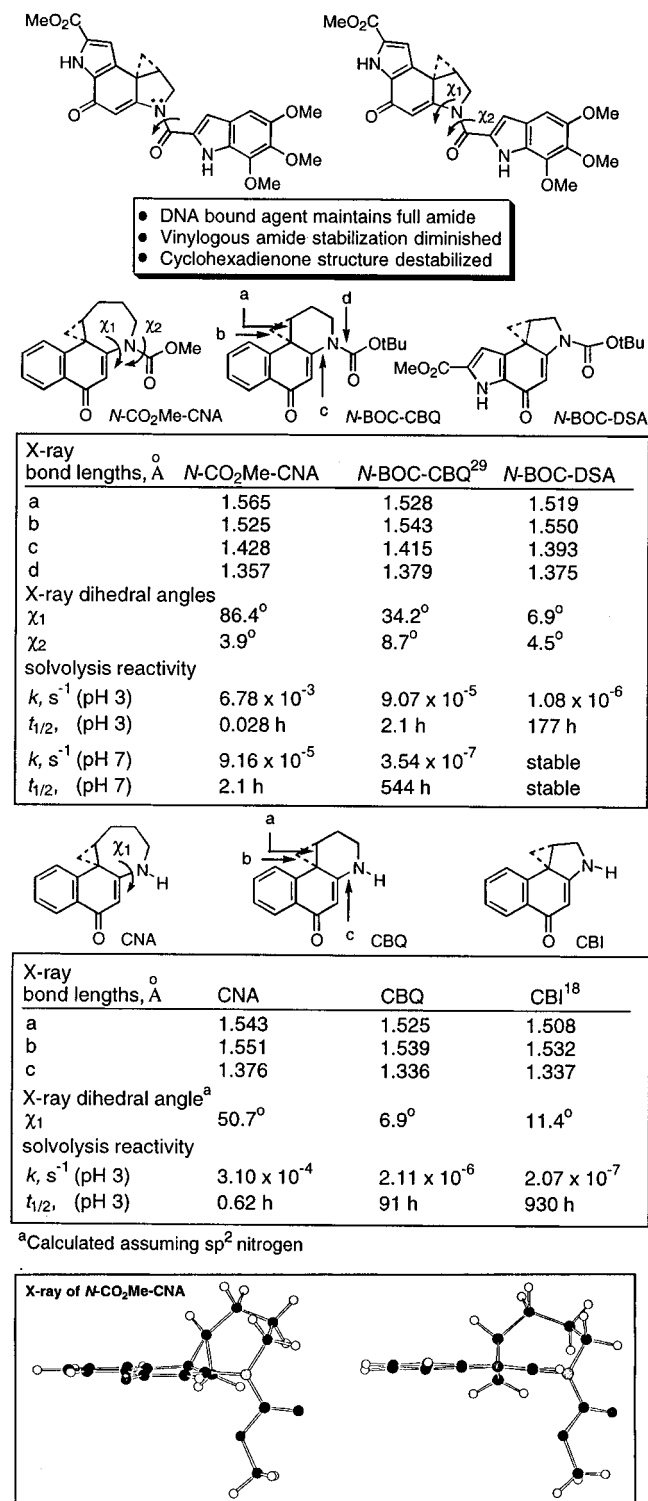 MeO2C
HN
O
N
O
N
H
OMe
OMe
OMe
MeO2C
HN
O
N
χ1
χ2
O
N
H
OMe
OMe
OMe
● DNA bound agent maintains full amide
● Vinylogous amide stabilization diminished
● Cyclohexadienone structure destabilized
χ1 χ2
N
OMe
O
O
N-CO2Me-CNA
a
b
d
c
N
OtBu
O
O
N-BOC-CBQ
MeO2C
N
H
O
N
OtBu
O
N-BOC-DSA
X-ray
bond lengths, Å N-CO2Me-CNA N-BOC-CBQ29 N-BOC-DSA
a 1.565 1.528 1.519
b 1.525 1.543 1.550
c 1.428 1.415 1.393
d 1.357 1.379 1.375
X-ray dihedral angles
χ1 86.4° 34.2° 6.9°
χ2 3.9° 8.7° 4.5°
solvolysis reactivity
k, s-1 (pH 3) 6.78 x 10-3 9.07 x 10-5 1.08 x 10-6
t1/2, (pH 3) 0.028 h 2.1 h 177 h
k, s-1 (pH 7) 9.16 x 10-5 3.54 x 10-7 stable
t1/2, (pH 7) 2.1 h 544 h stable
χ1
N
H
O
CNA
a
b
c
N-H
O
CBQ
N-H
O
CBI
X-ray
bond lengths, Å CNA CBQ CBI18
a 1.543 1.525 1.508
b 1.551 1.539 1.532
c 1.376 1.336 1.337
X-ray dihedral anglea
χ1 50.7° 6.9° 11.4°
solvolysis reactivity
k, s-1 (pH 3) 3.10 x 10-4 2.11 x 10-6 2.07 x 10-7
t1/2, (pH 3) 0.62 h 91 h 930 h
aCalculated assuming sp2 nitrogen
X-ray of N-CO2Me-CNA